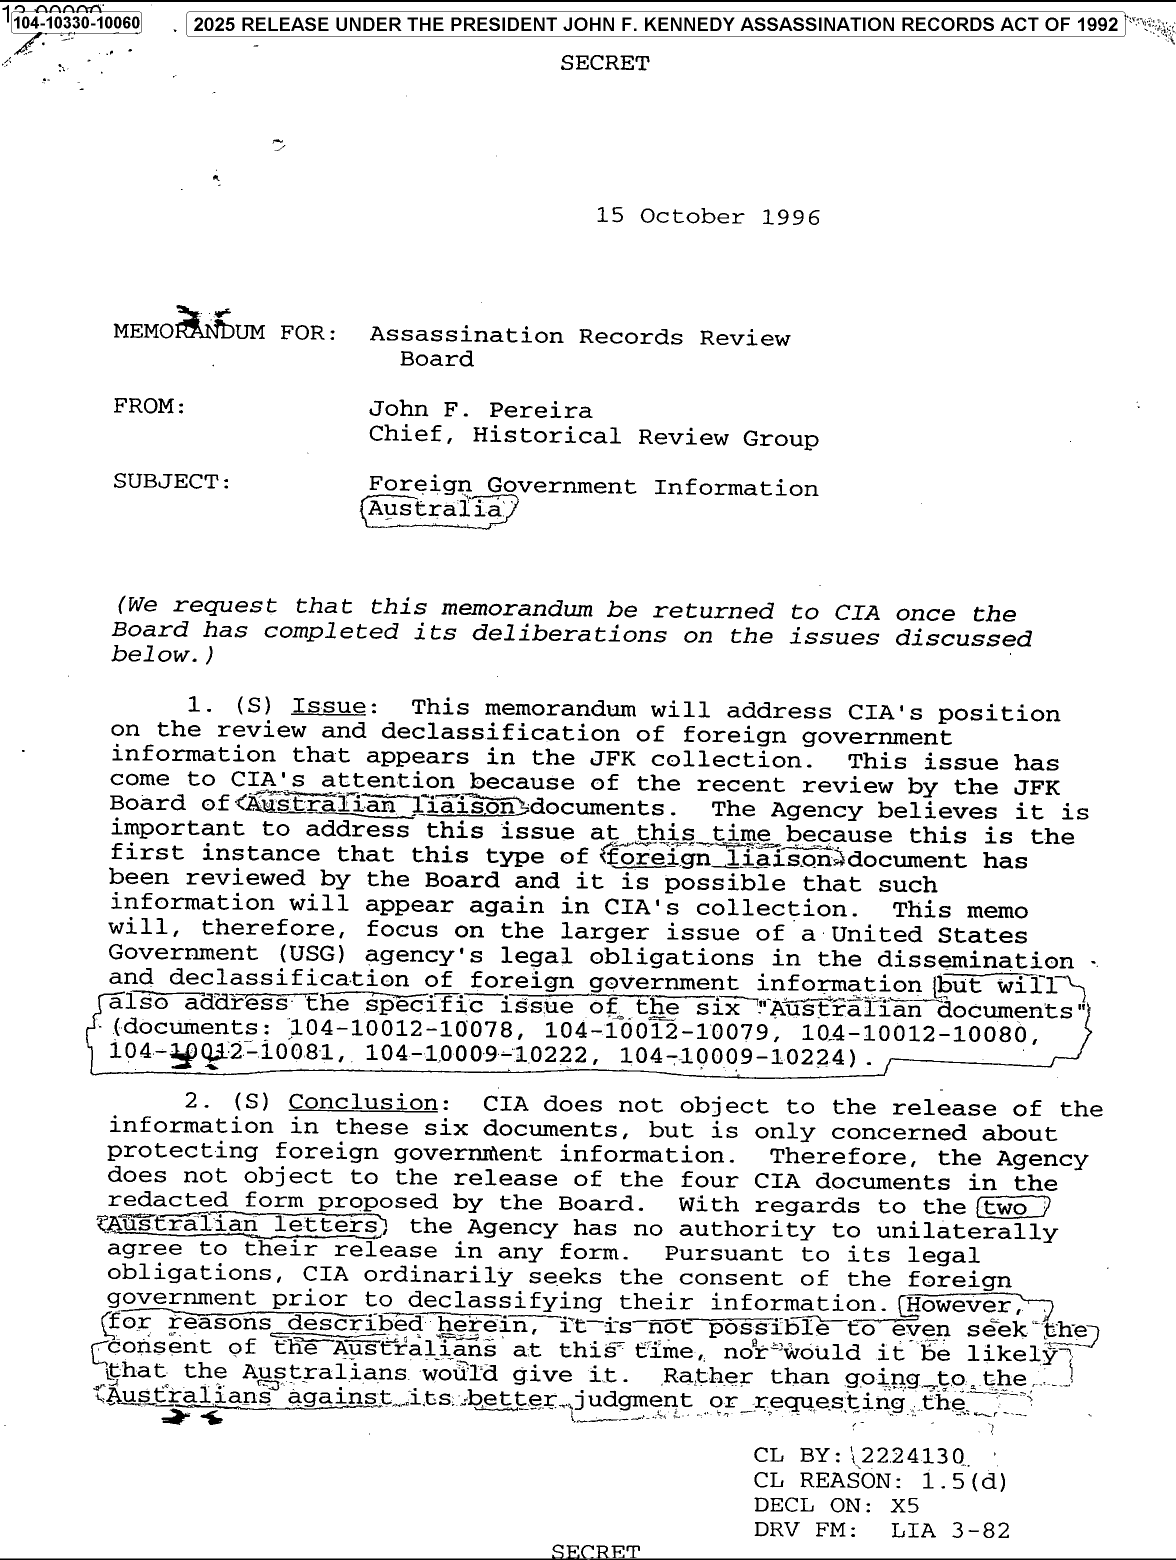 13-00000
104-10330-10060
2025 RELEASE UNDER THE PRESIDENT JOHN F. KENNEDY ASSASSINATION RECORDS ACT OF 1992
SECRET
15 October 1996
MEMORANDUM FOR: Assassination Records Review
Board
FROM: John F. Pereira
Chief, Historical Review Group
SUBJECT: Foreign Government Information
Australia
(We request that this memorandum be returned to CIA once the
Board has completed its deliberations on the issues discussed
below.)
1. (S) Issue: This memorandum will address CIA's position
on the review and declassification of foreign government
information that appears in the JFK collection. This issue has
come to CIA's attention because of the recent review by the JFK
Board of Australian liaison documents. The Agency believes it is
important to address this issue at this time because this is the
first instance that this type of foreign liaison document has
been reviewed by the Board and it is possible that such
information will appear again in CIA's collection. This memo
will, therefore, focus on the larger issue of a United States
Government (USG) agency's legal obligations in the dissemination
and declassification of foreign government information but will
also address the specific issue of the six "Australian documents"
(documents: 104-10012-10078, 104-10012-10079, 104-10012-10080,
104-10012-10081, 104-10009-10222, 104-10009-10224).
2. (S) Conclusion: CIA does not object to the release of the
information in these six documents, but is only concerned about
protecting foreign government information. Therefore, the Agency
does not object to the release of the four CIA documents in the
redacted form proposed by the Board. With regards to the two
Australian letters the Agency has no authority to unilaterally
agree to their release in any form. Pursuant to its legal
obligations, CIA ordinarily seeks the consent of the foreign
government prior to declassifying their information. However,
for reasons described herein, it is not possible to even seek the
consent of the Australians at this time, nor would it be likely
that the Australians would give it. Rather than going to the
Australians against its better judgment or requesting the
CL BY: 2224130
CL REASON: 1.5(d)
DECL ON: X5
DRV FM: LIA 3-82
SECRET